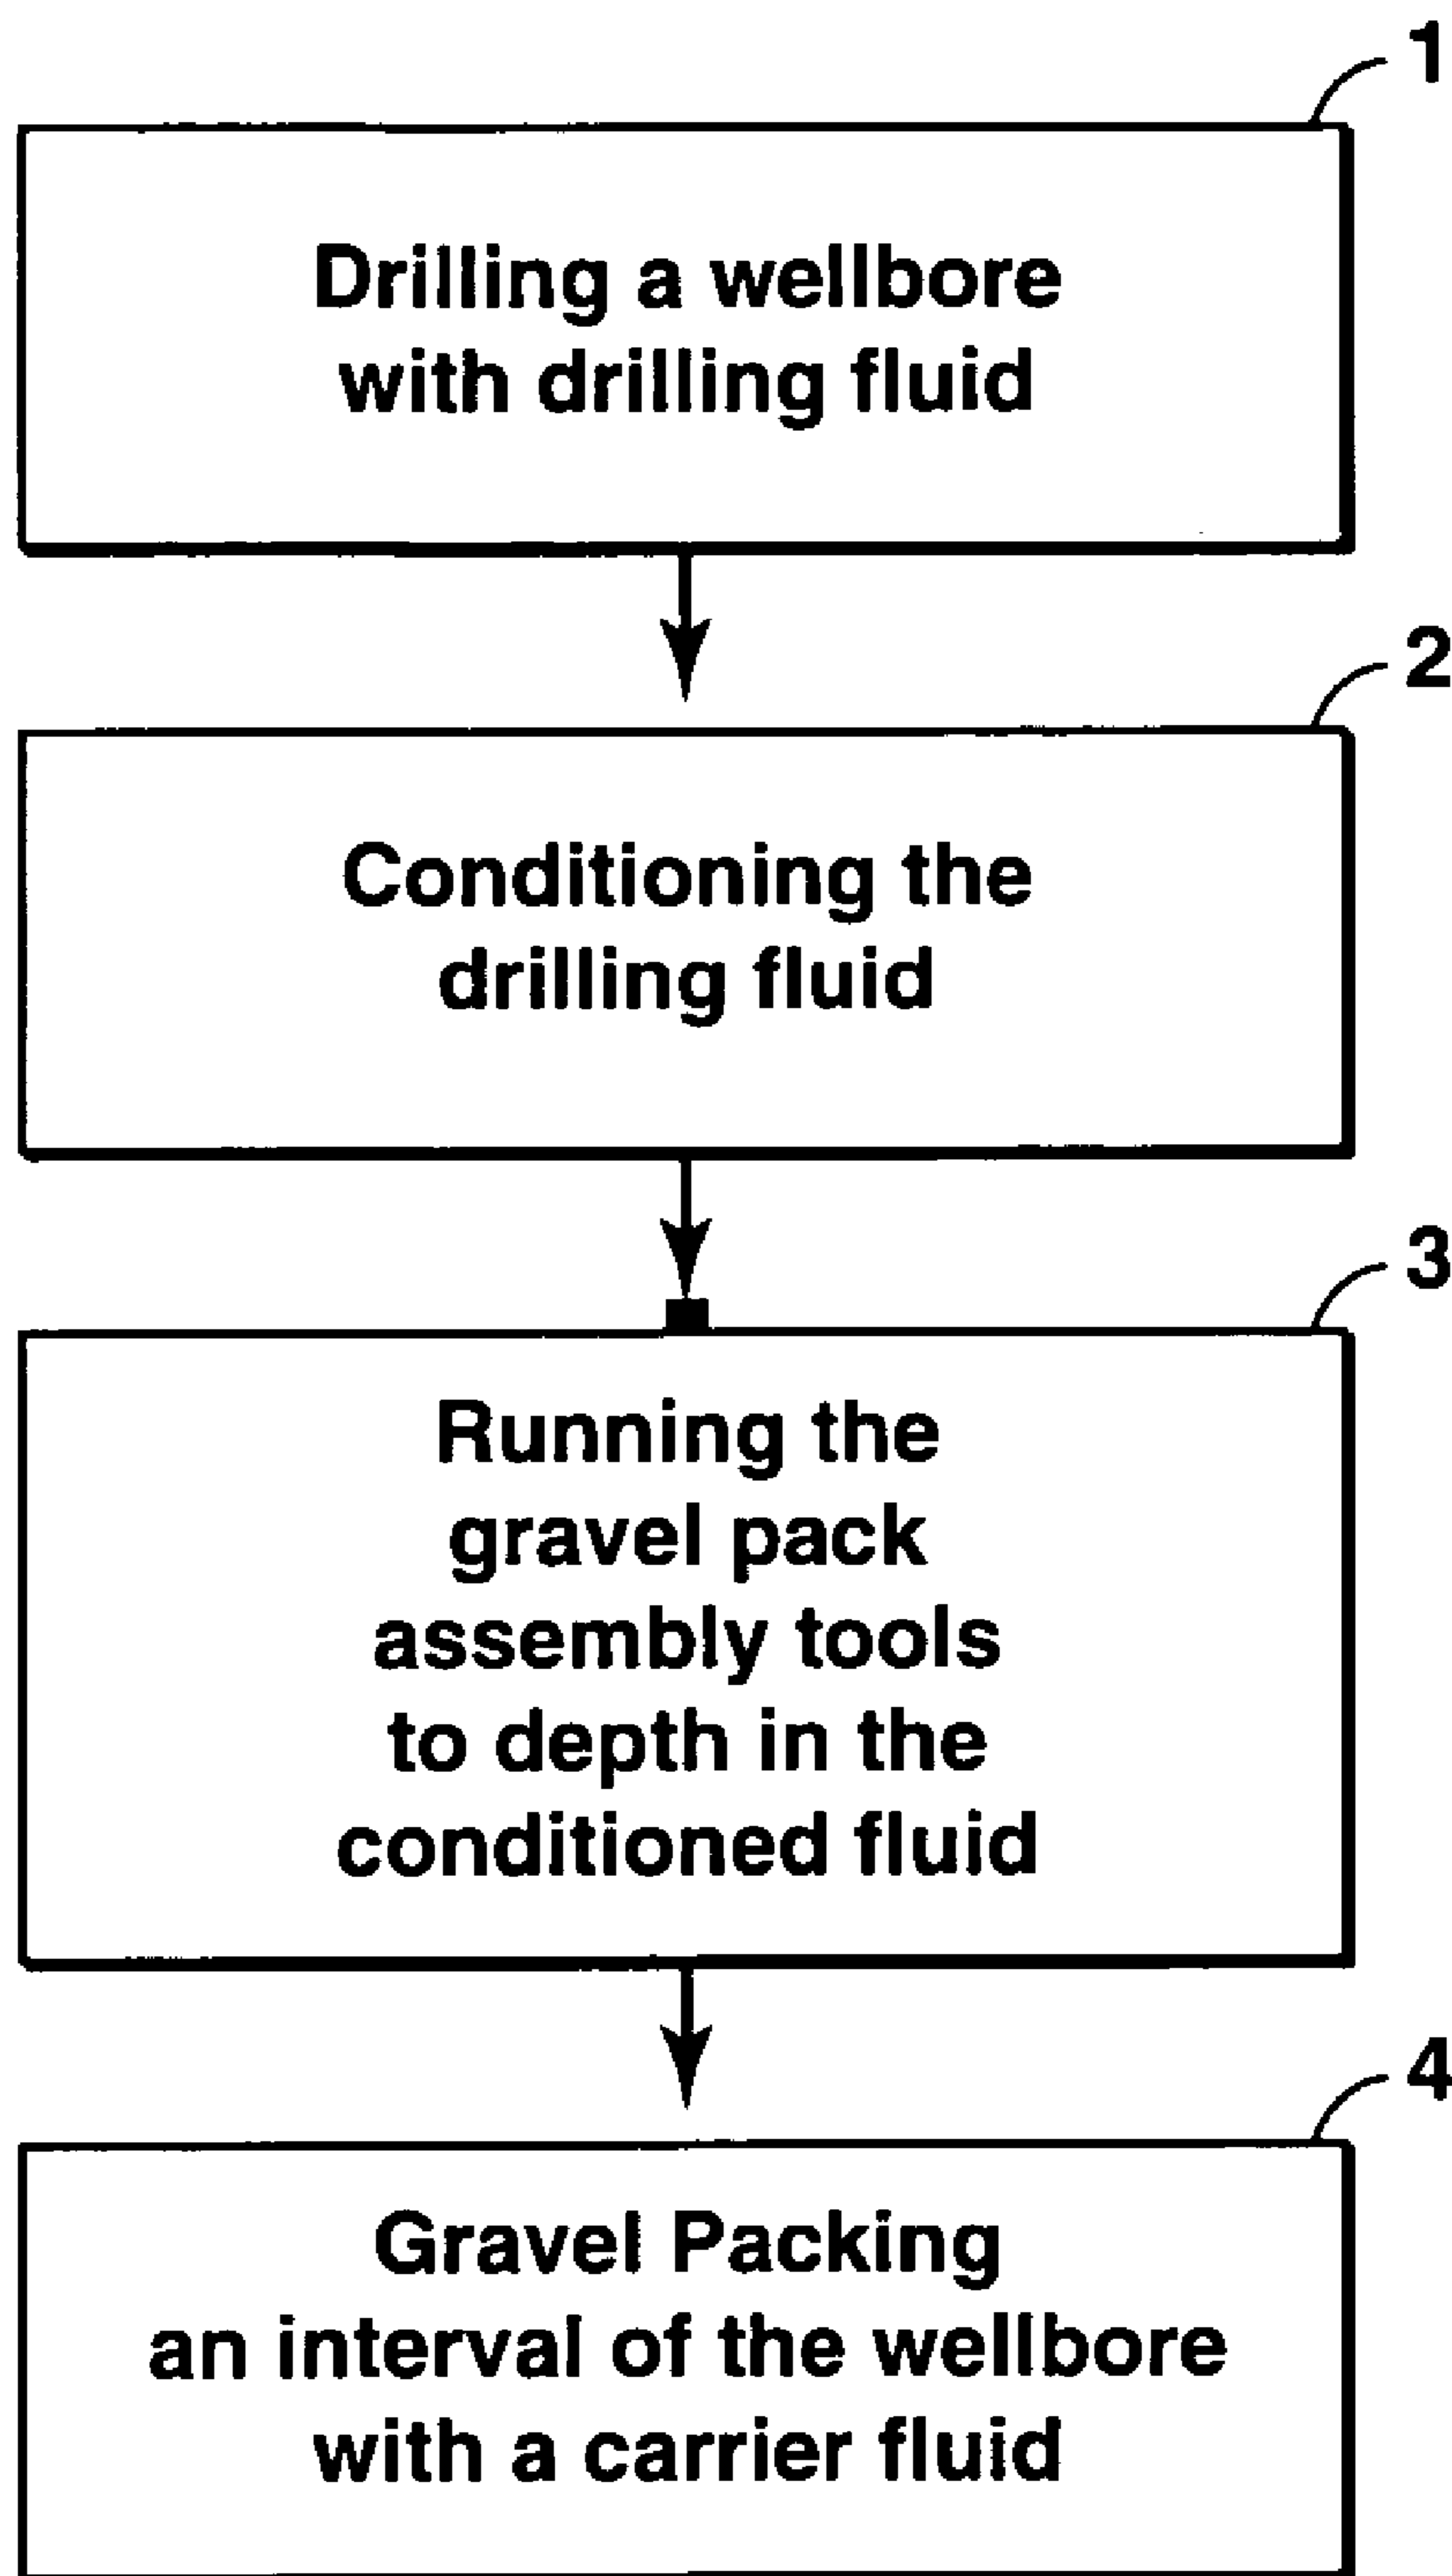 1
Drilling a wellbore
with drilling fluid
2
Conditioning the
drilling fluid
3
Running the
gravel pack
assembly tools
to depth in the
conditioned fluid
4
Gravel Packing
an interval of the wellbore
with a carrier fluid